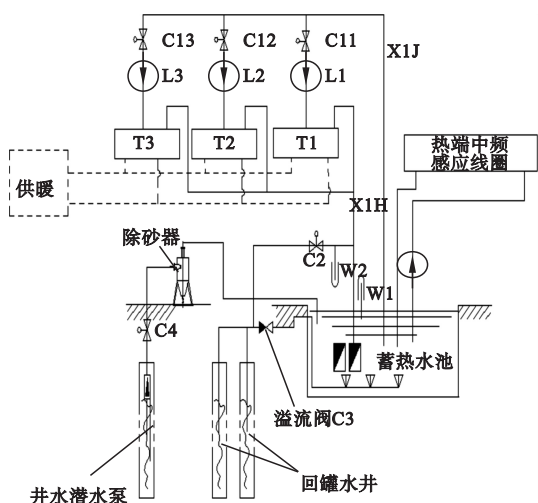 C13
C12
C11
X1J
L3
L2
L1
T3
T2
T1
热端中频
感应线圈
供暖
X1H
除砂器
C2
W2
W1
C4
蓄热水池
溢流阀C3
井水潜水泵
回罐水井